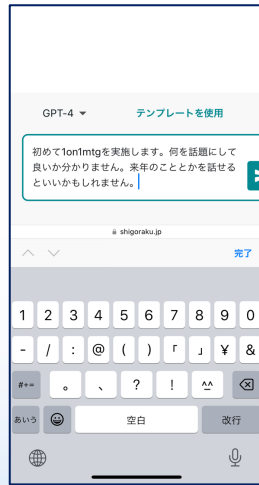 GPT-4
テンプレートを使用
初めて1on1mtgを実施します。何を話題にして
良いか分かりません。来年のこととかを話せる
といいかもしれません。
shigoraku.jp
完了
1 2 3 4 5 6 7 8 9 0
- / : @ ( ) 「 」 ¥ &
#+= 。 、 ? ! ^^
あいう 空白 改行